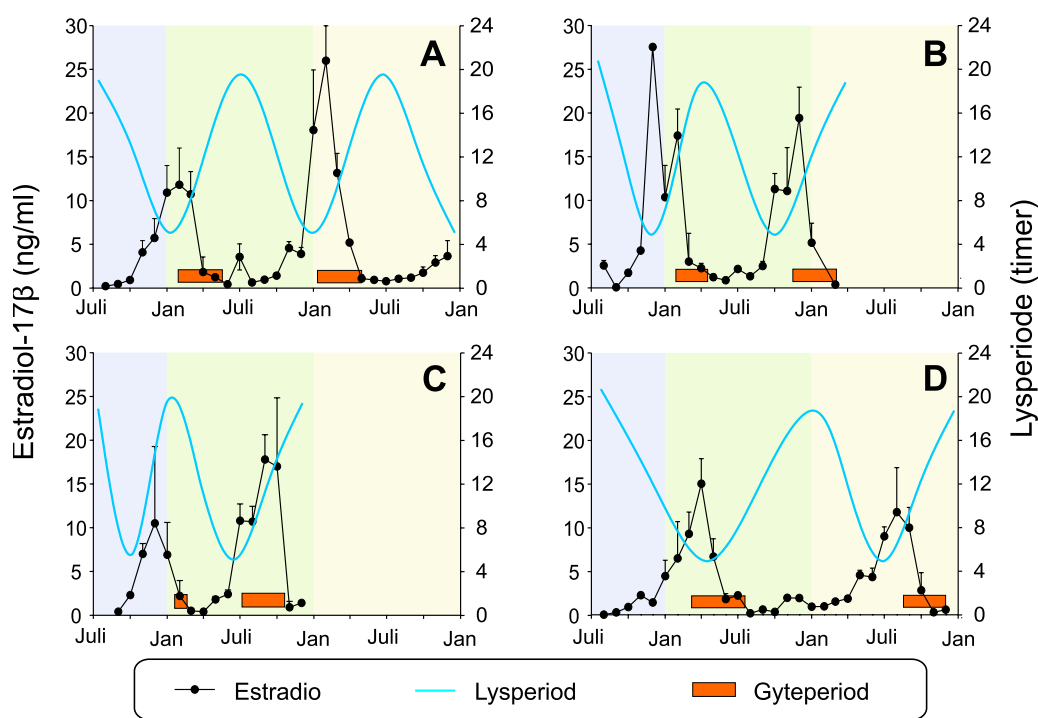 30 24 30 24
A B
25 20 25 20
20 16 20 16
15 12 15 12
10 8 10 8
5 4 5 4
0 0 0 0
Juli Jan Juli Jan Juli Jan Juli Jan Juli Jan
Estradiol-17β (ng/ml)
Lysperiode (timer)
30 24 30 24
C D
25 20 25 20
20 16 20 16
15 12 15 12
10 8 10 8
5 4 5 4
0 0 0 0
Juli Jan Juli Jan Juli Jan Juli Jan Juli Jan Juli Jan
Estradio Lysperiod Gyteperiod